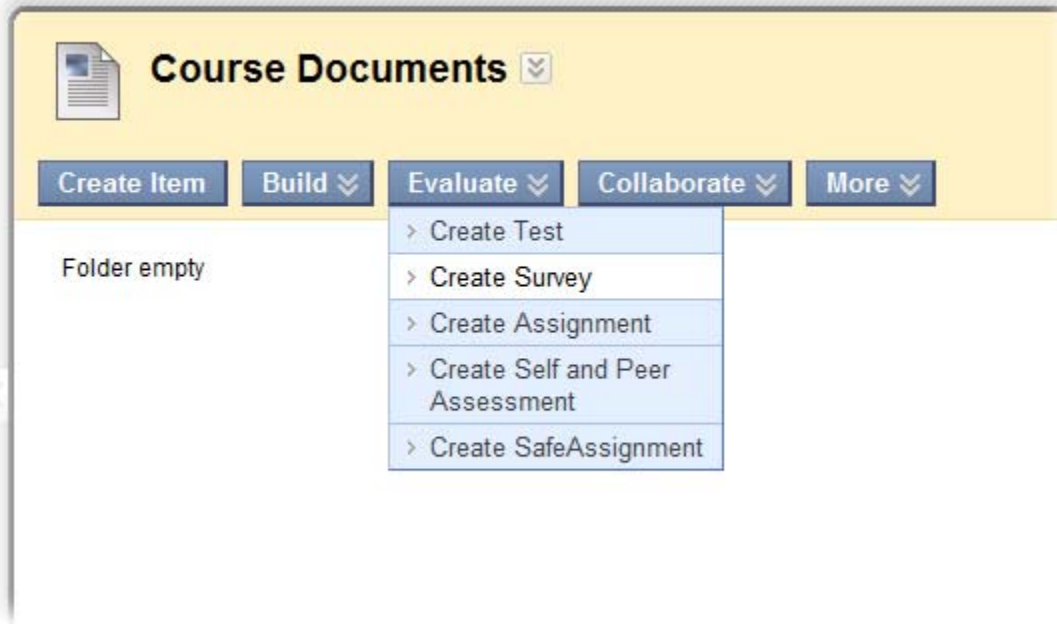 Course Documents
Create Item Build Evaluate Collaborate More
Folder empty
Create Test
Create Survey
Create Assignment
Create Self and Peer
Assessment
Create SafeAssignment